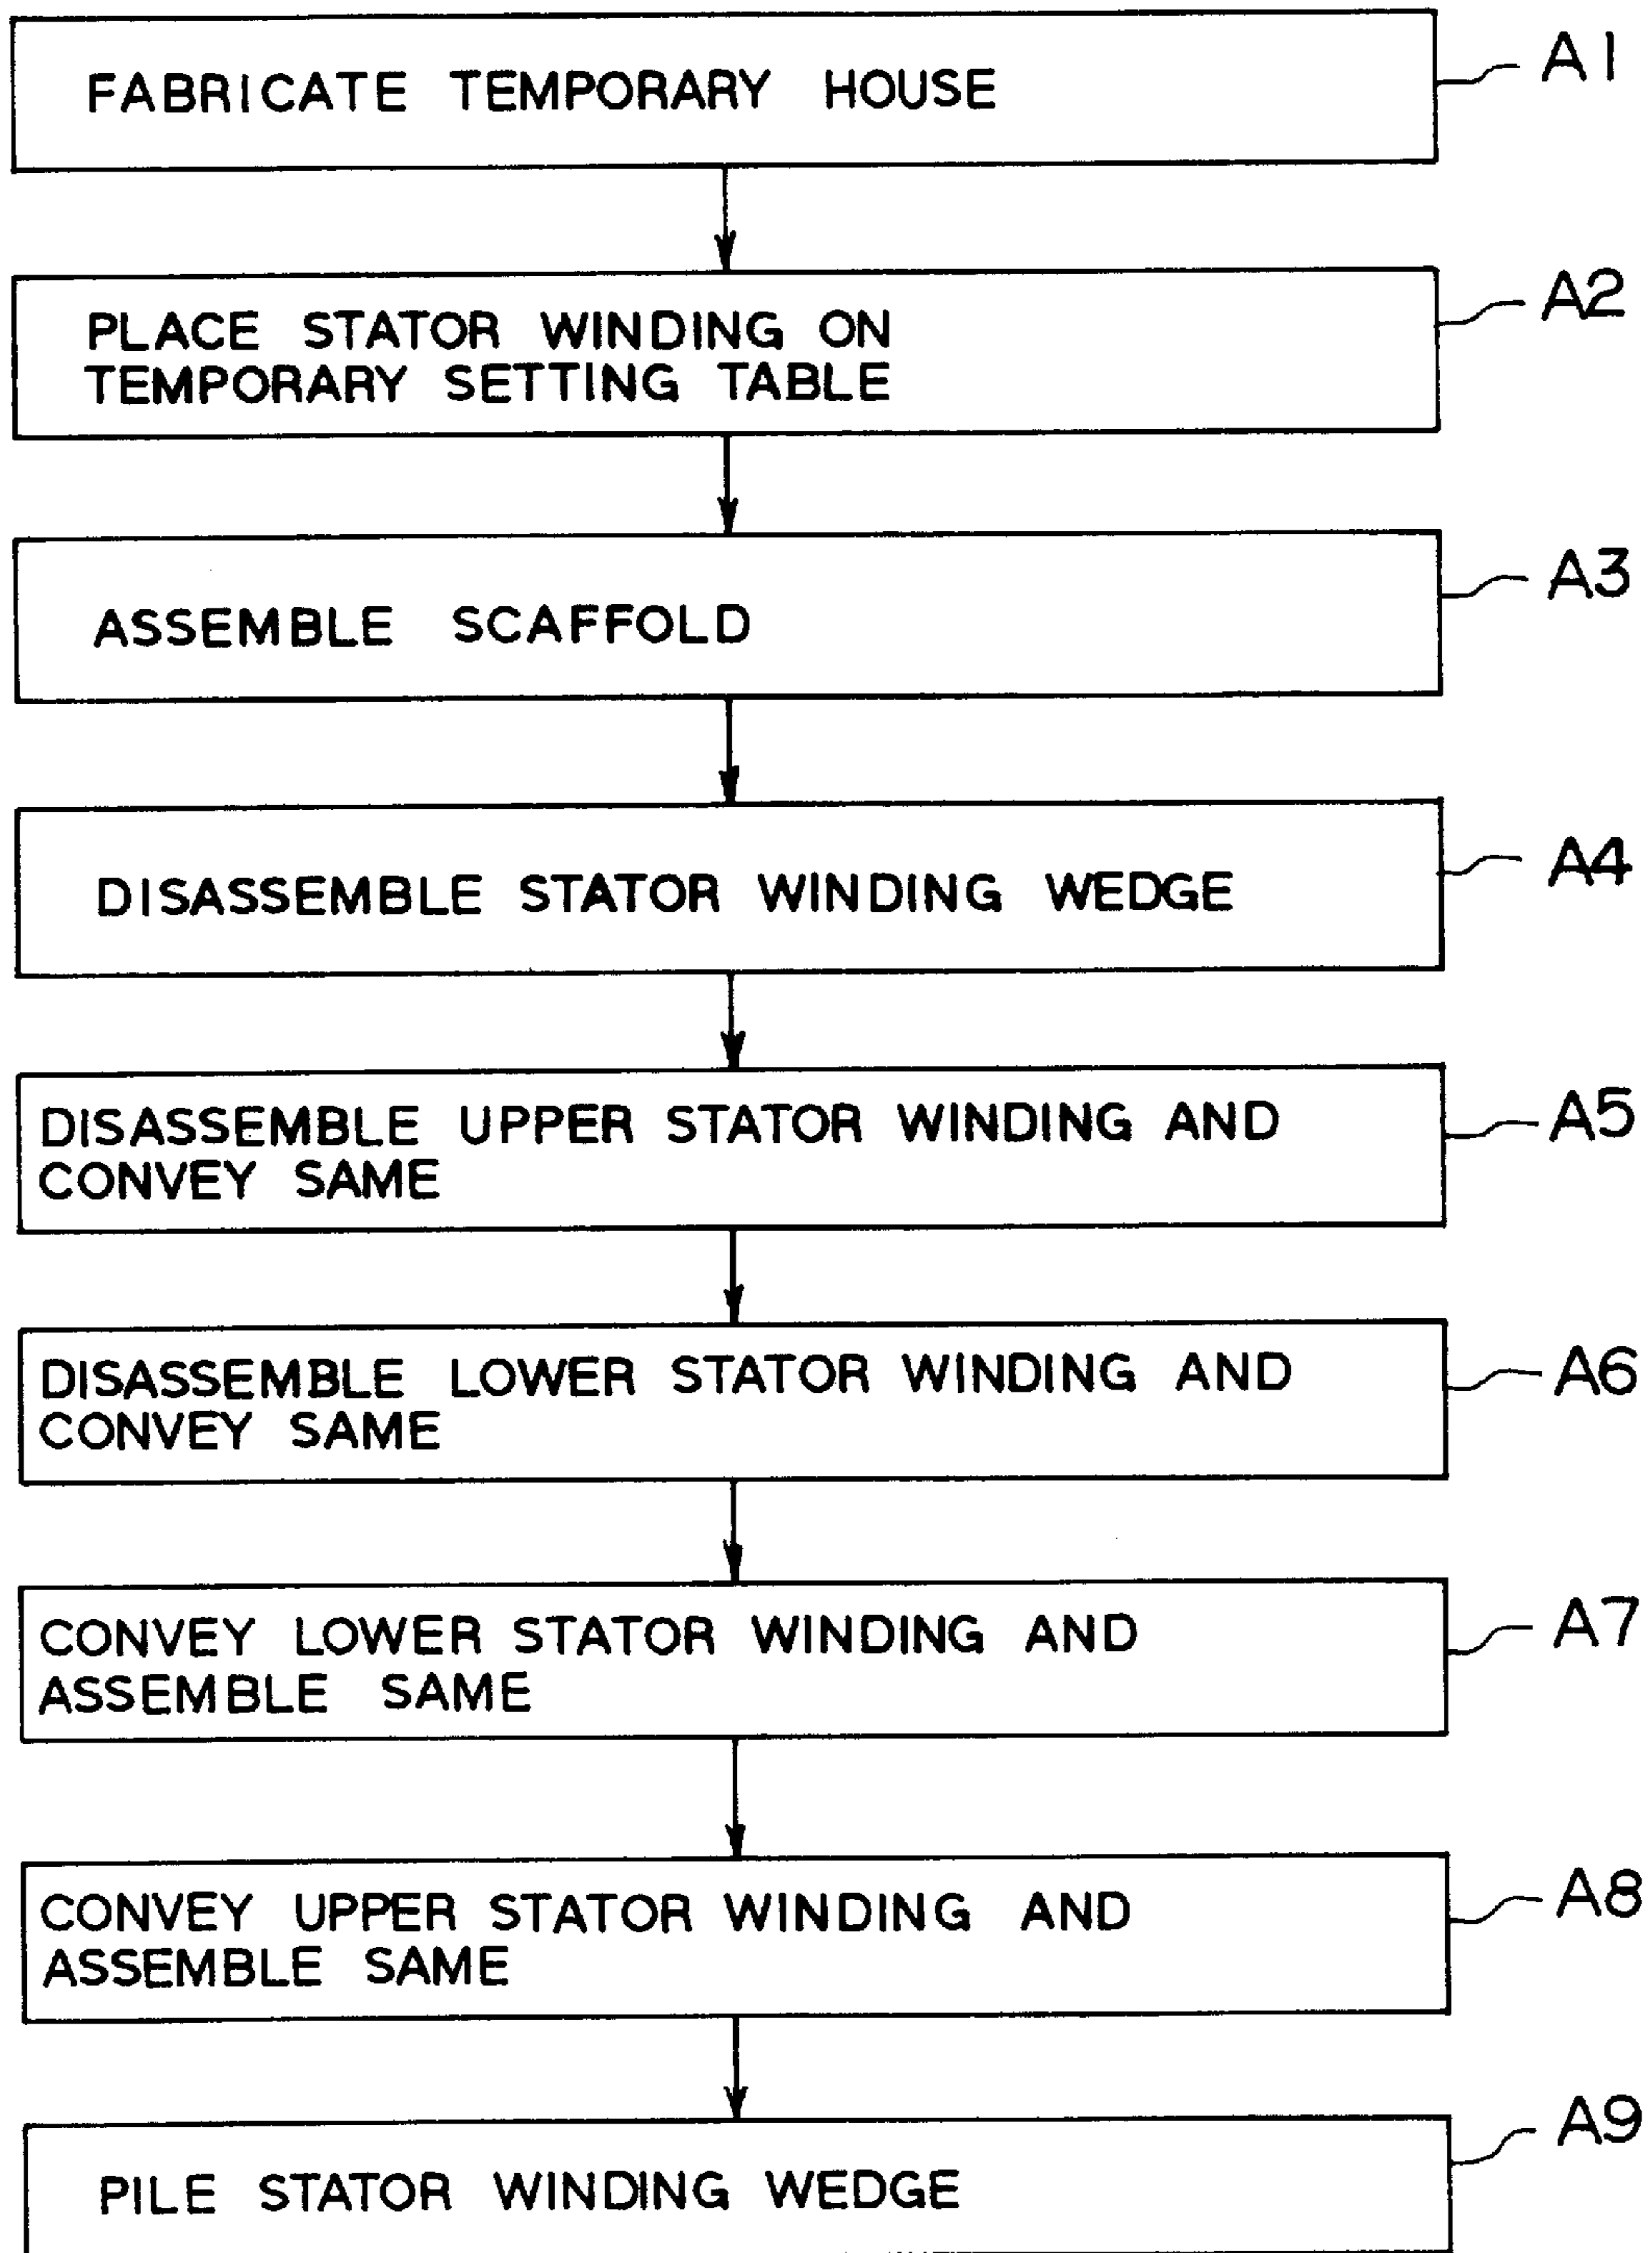 FABRICATE TEMPORARY HOUSE
A1
PLACE STATOR WINDING ON
TEMPORARY SETTING TABLE
A2
ASSEMBLE SCAFFOLD
A3
DISASSEMBLE STATOR WINDING WEDGE
A4
DISASSEMBLE UPPER STATOR WINDING AND
CONVEY SAME
A5
DISASSEMBLE LOWER STATOR WINDING AND
CONVEY SAME
A6
CONVEY LOWER STATOR WINDING AND
ASSEMBLE SAME
A7
CONVEY UPPER STATOR WINDING AND
ASSEMBLE SAME
A8
PILE STATOR WINDING WEDGE
A9